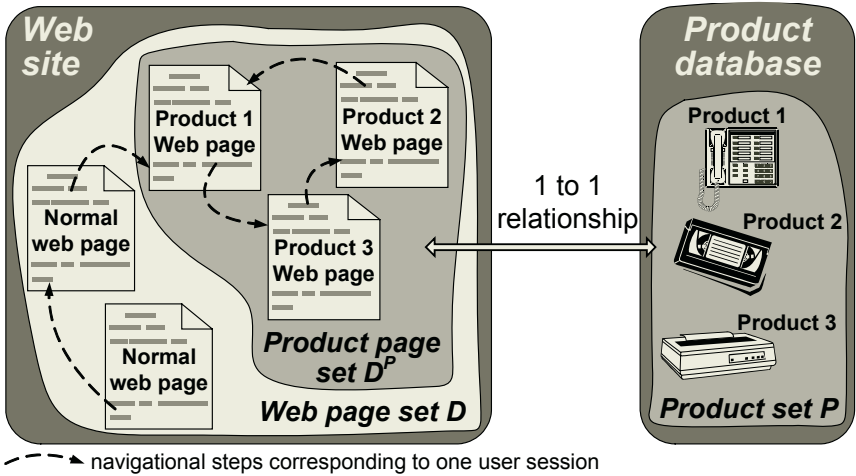 Web
site
Product 1
Web page
Product 2
Web page
Normal
web page
Product 3
Web page
Normal
web page
Product page
set D^P
Web page set D
1 to 1
relationship
Product
database
Product 1
Product 2
Product 3
Product set P
navigational steps corresponding to one user session